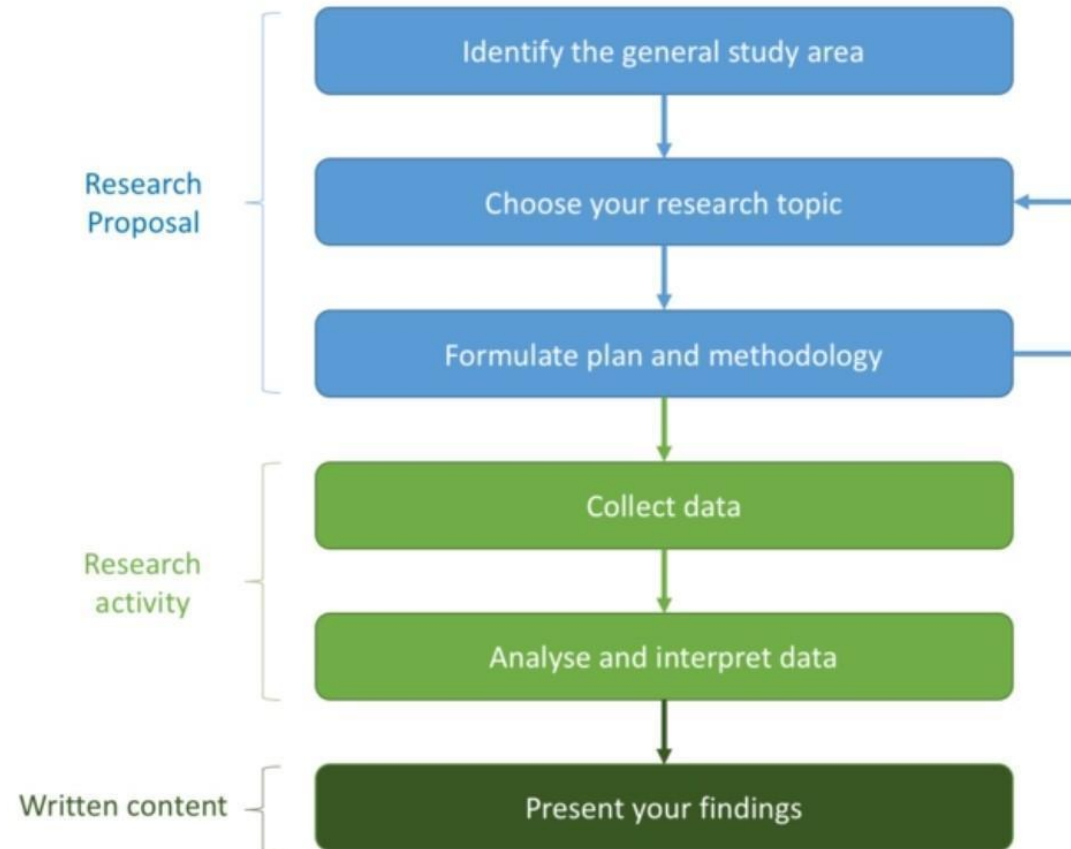 Identify the general study area
Research
Proposal
Choose your research topic
Formulate plan and methodology
Collect data
Research
activity
Analyse and interpret data
Written content
Present your findings